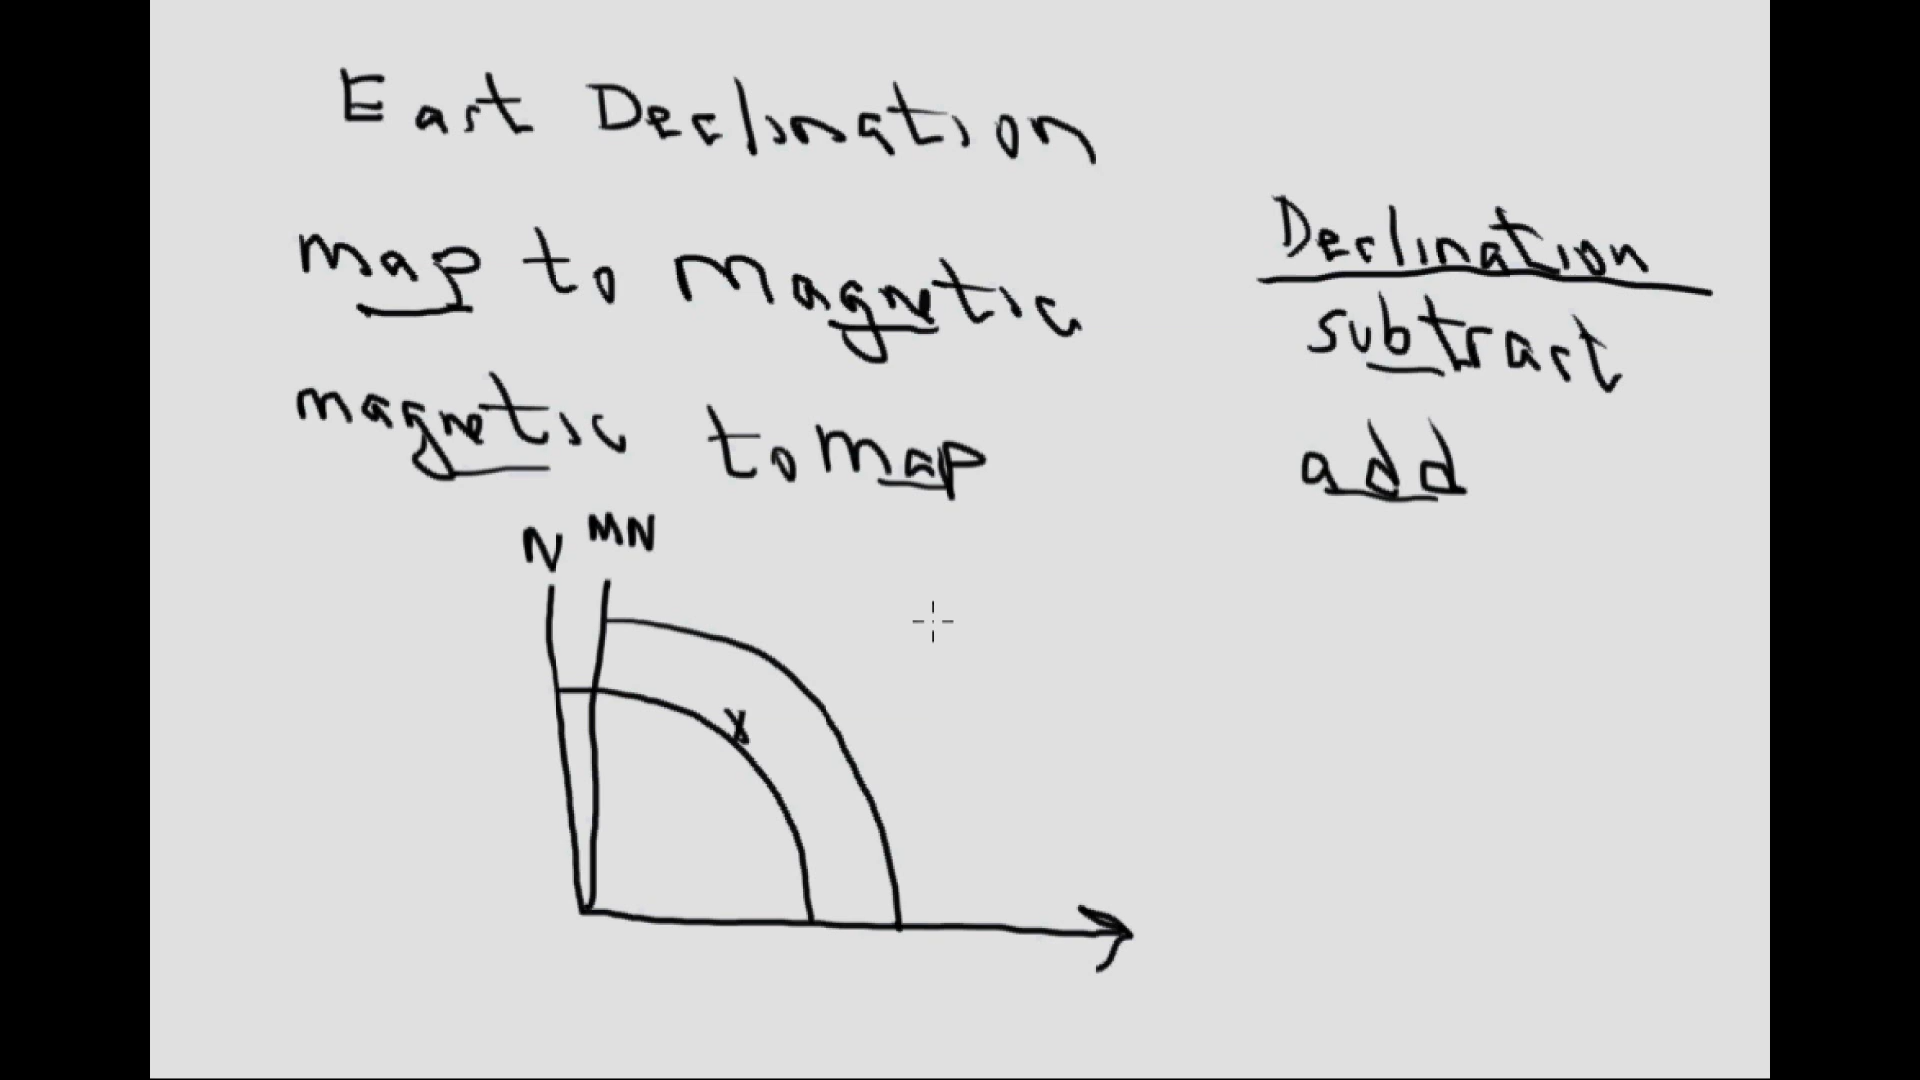 East Declination
map to Magnetic
magnetic to map
Declination
subtract
add
N MN
x